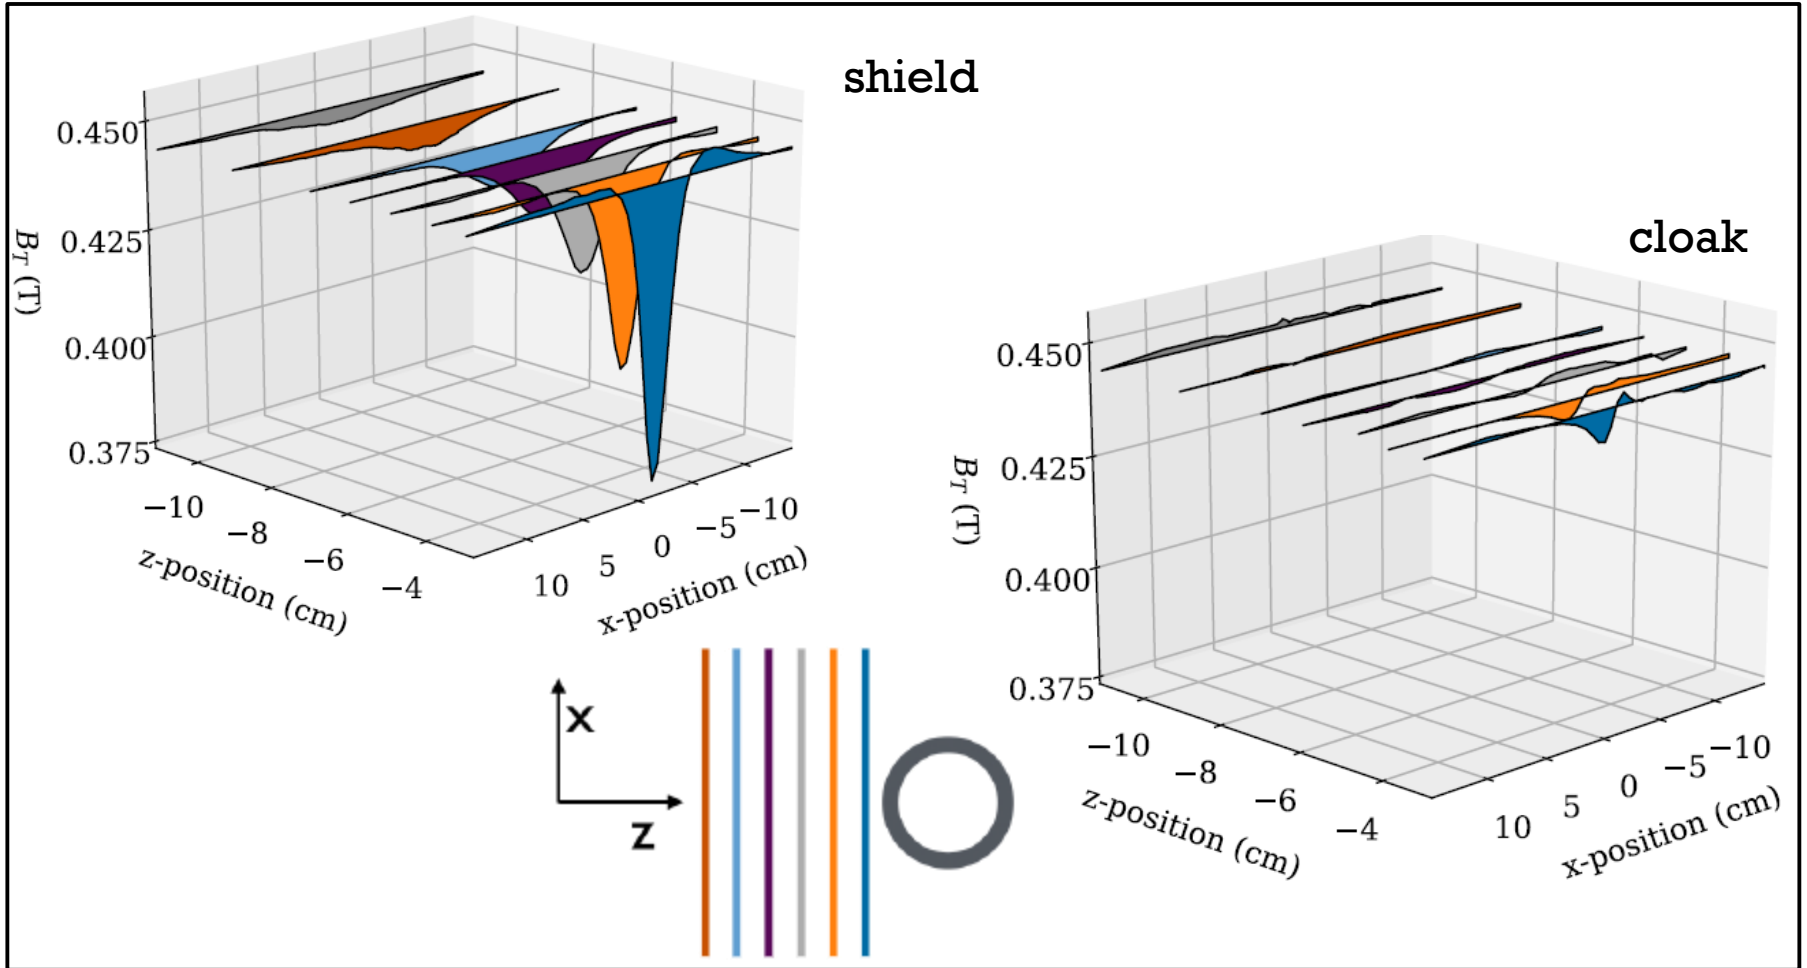 shield
0.450
0.425
0.400
0.375
B_T (T)
−10
−8
−6
−4
z-position (cm)
10
5
0
−5
−10
x-position (cm)
cloak
0.450
0.425
0.400
0.375
B_T (T)
−10
−8
−6
−4
z-position (cm)
10
5
0
−5
−10
x-position (cm)
X
Z